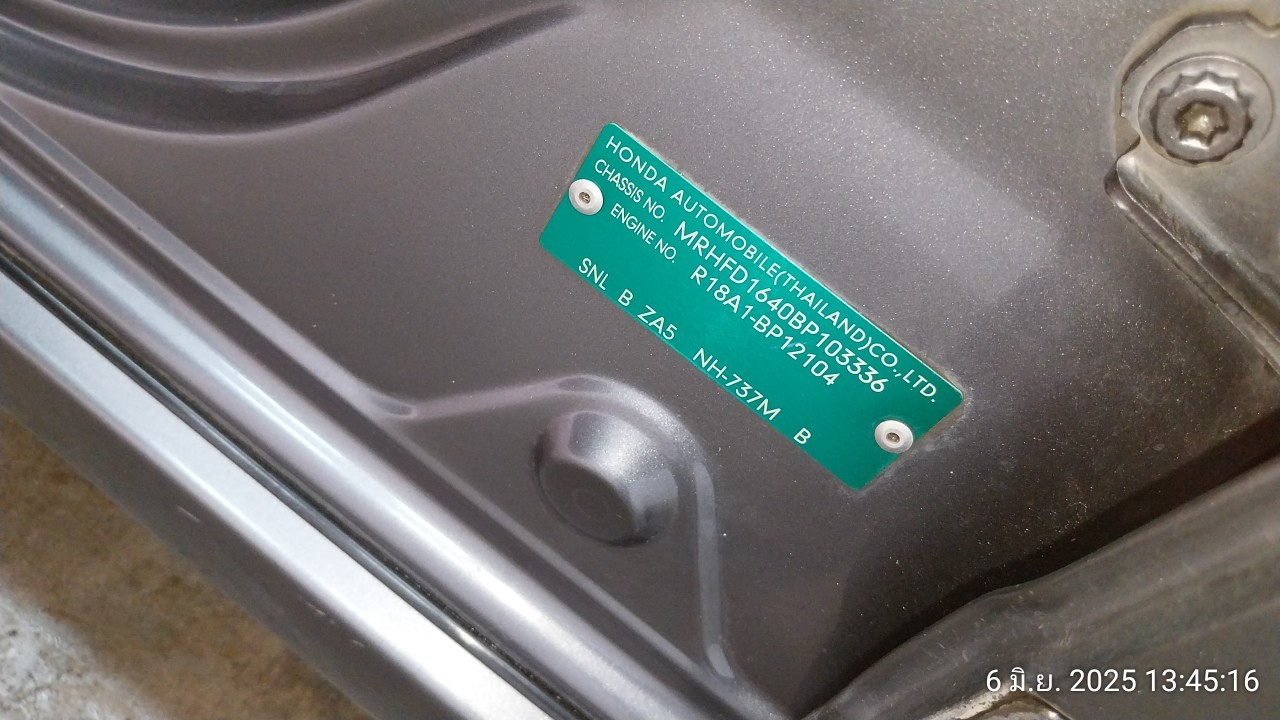 HONDA AUTOMOBILE(THAILAND)CO.,LTD.
CHASSIS NO. MRHFD1640BP103336
ENGINE NO. R18A1-BP12104
SNL B ZA5 NH-737M B
6 มิ.ย. 2025 13:45:16